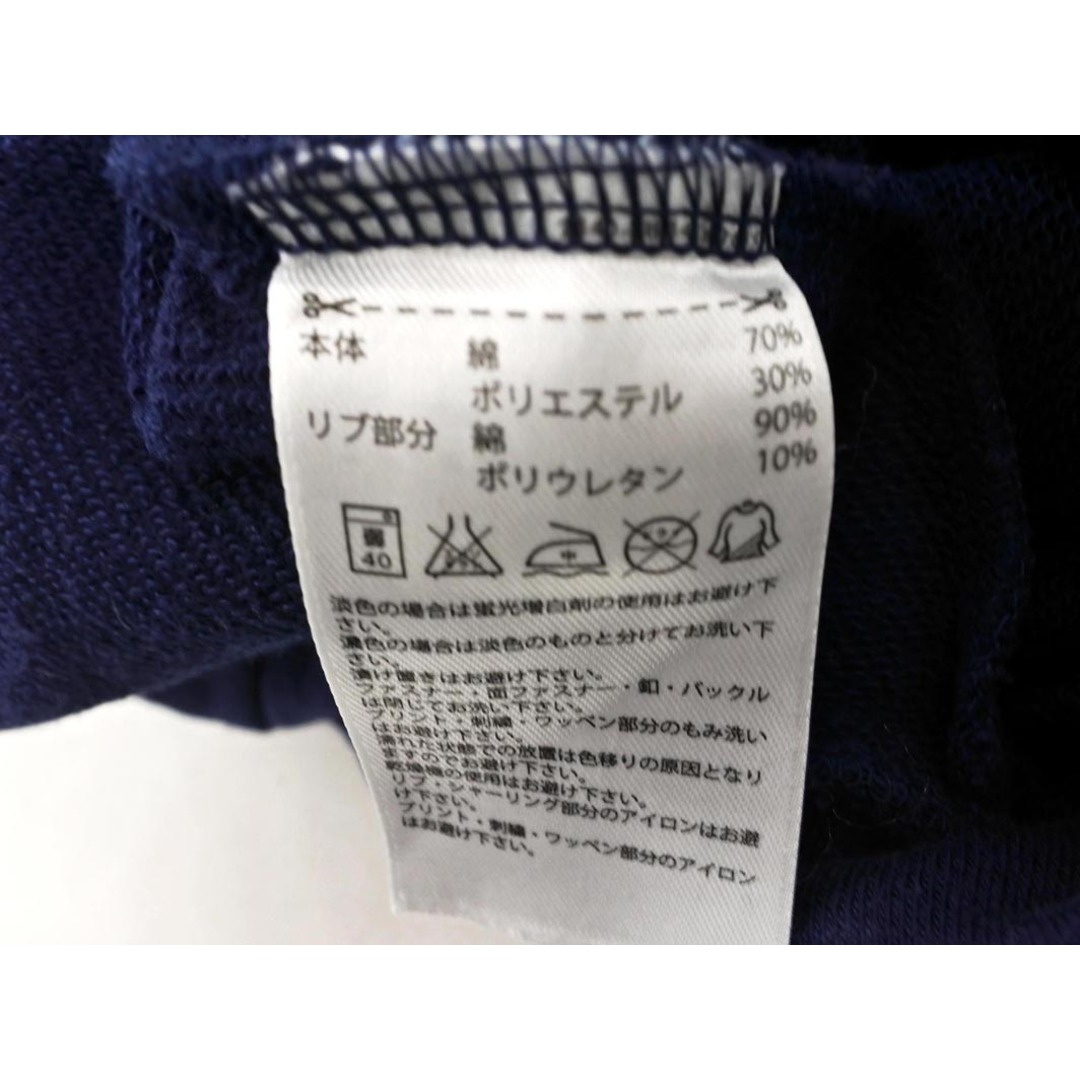 本体 綿 70%
ポリエステル 30%
リブ部分 綿 90%
ポリウレタン 10%
40 中
淡色の場合は蛍光増白剤の使用はお避け下
さい。
濃色の場合は淡色のものと分けてお洗い下
さい。
漬け置きはお避け下さい。
ファスナー・面ファスナー・釦・バックル
は閉じてお洗い下さい。
プリント・刺繍・ワッペン部分のもみ洗い
はお避け下さい。
濡れた状態での放置は色移りの原因となり
ますのでお避け下さい。
乾燥機の使用はお避け下さい。
リブ・シャーリング部分のアイロンはお避
け下さい。
プリント・刺繍・ワッペン部分のアイロン
はお避け下さい。